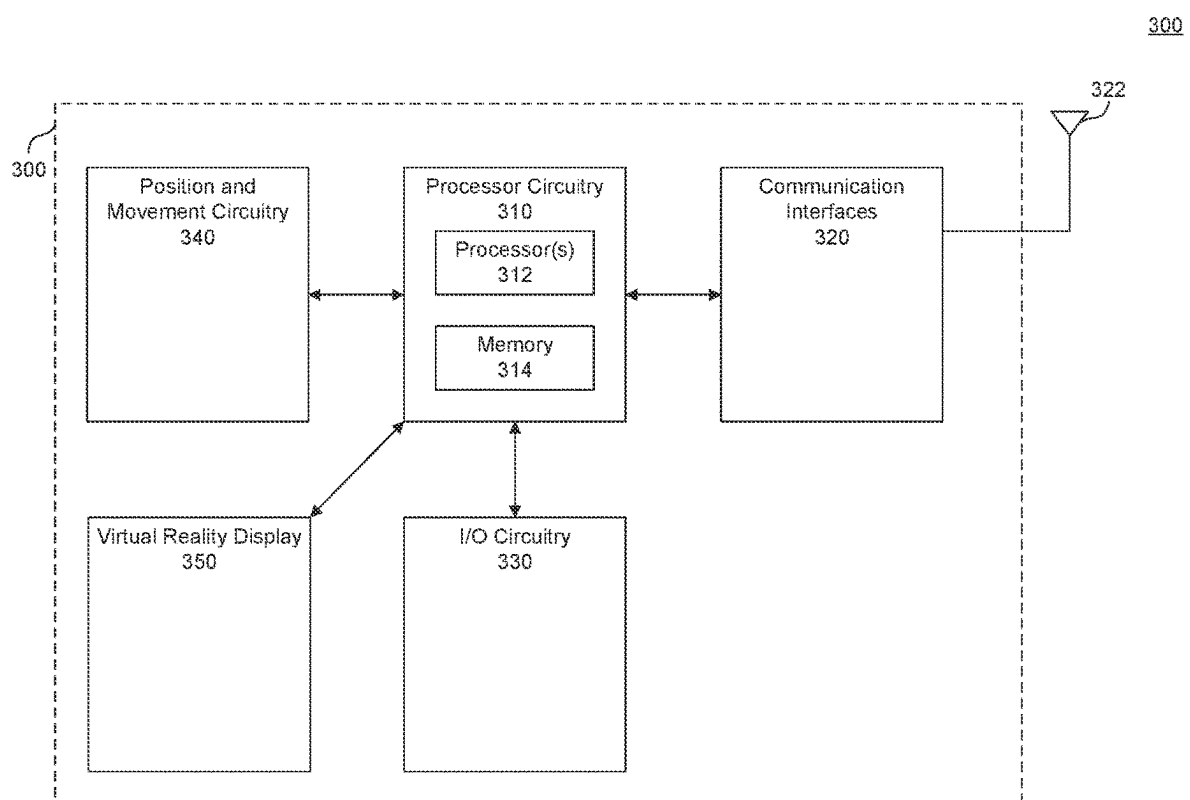 300
322
300
Position and
Movement Circuitry
340
Processor Circuitry
310
Processor(s)
312
Memory
314
Communication
Interfaces
320
Virtual Reality Display
350
I/O Circuitry
330